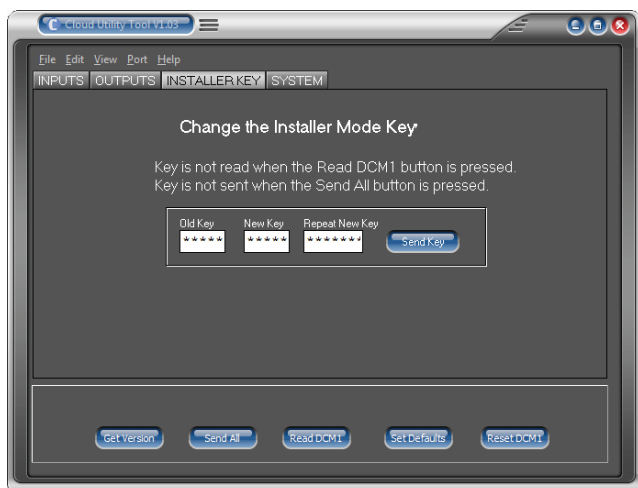 Cloud Utility Tool V1.03
File Edit View Port Help
INPUTS OUTPUTS INSTALLER KEY SYSTEM
Change the Installer Mode Key
Key is not read when the Read DCM1 button is pressed.
Key is not sent when the Send All button is pressed.
Old Key New Key Repeat New Key
***** ***** *******
Send Key
Get Version Send All Read DCM1 Set Defaults Reset DCM1